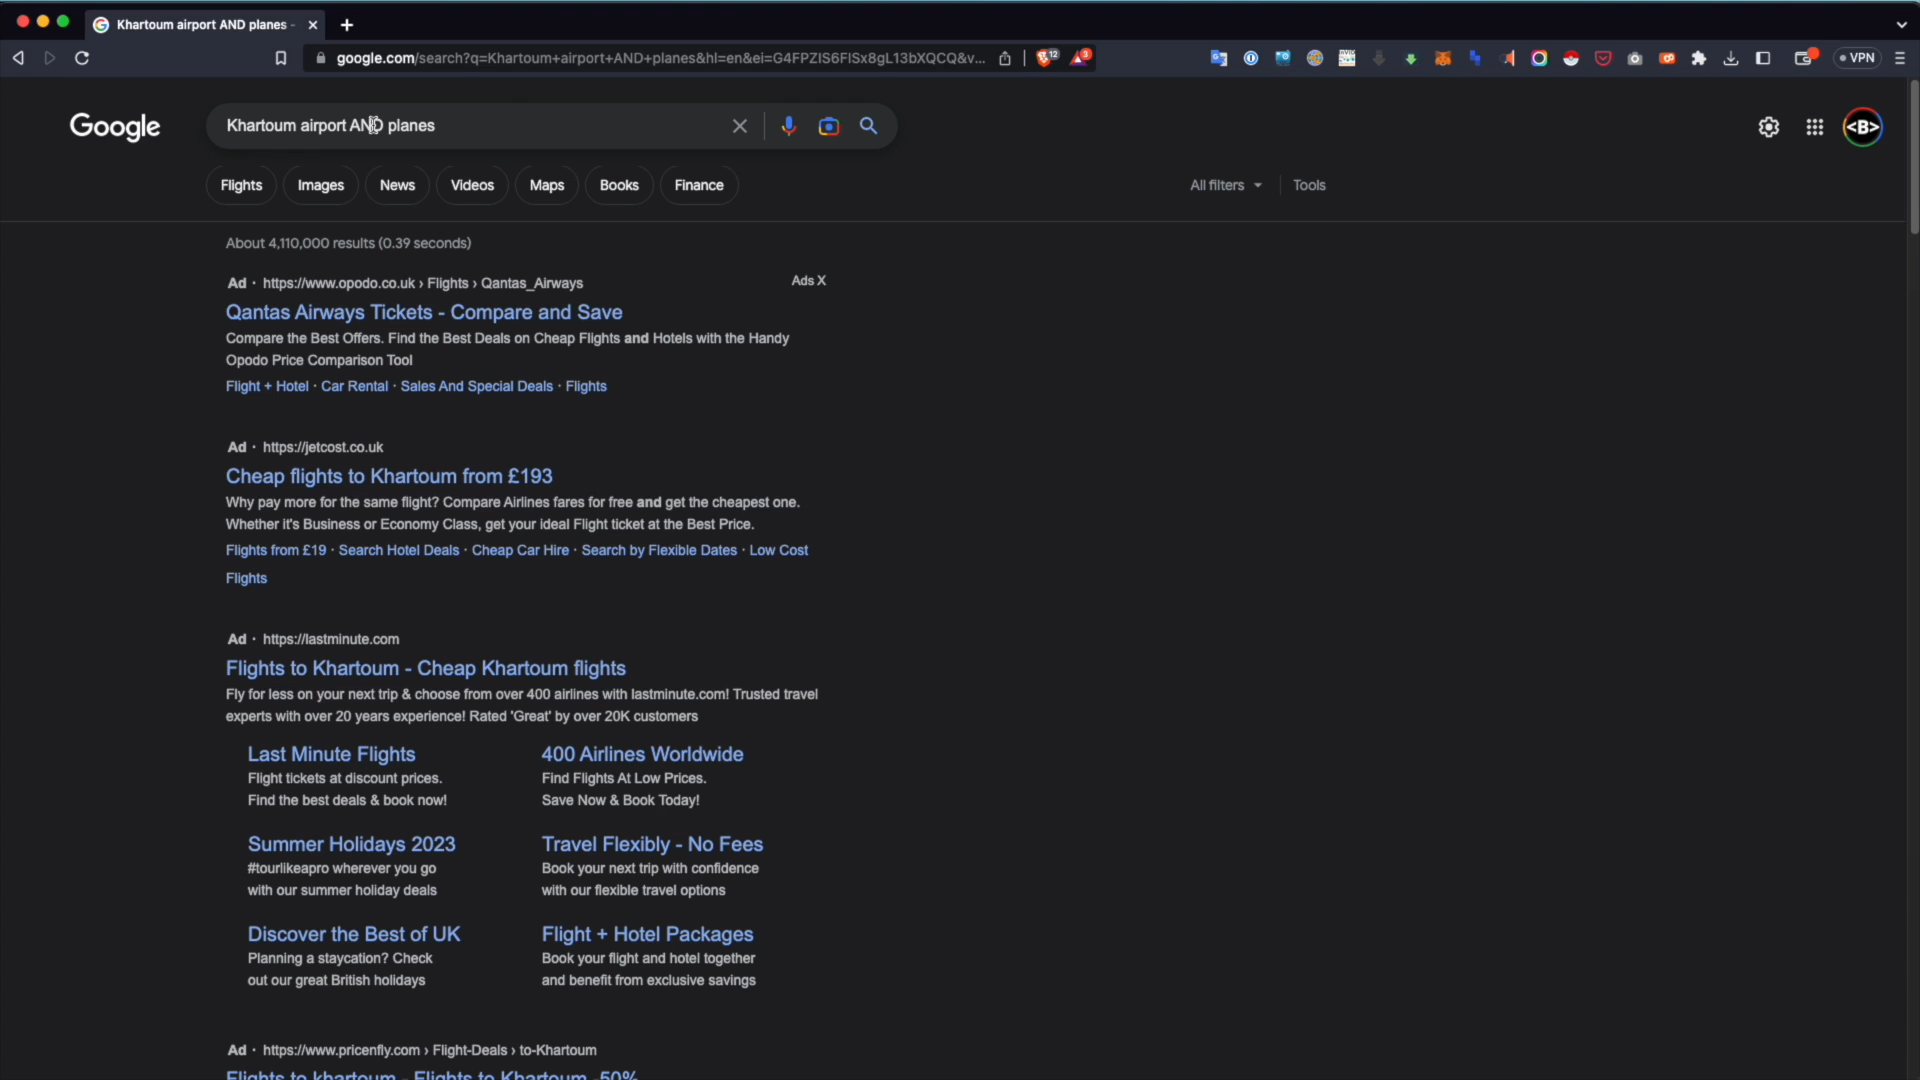 Khartoum airport AND planes -
google.com/search?q=Khartoum+airport+AND+planes&hl=en&ei=G4FPZIS6FISx8gL13bXQCQ&v...
12
3
VPN
Google
Khartoum airport AND planes
<B>
Flights
Images
News
Videos
Maps
Books
Finance
All filters
Tools
About 4,110,000 results (0.39 seconds)
Ad · https://www.opodo.co.uk › Flights › Qantas_Airways
Ads X
Qantas Airways Tickets - Compare and Save
Compare the Best Offers. Find the Best Deals on Cheap Flights and Hotels with the Handy
Opodo Price Comparison Tool
Flight + Hotel · Car Rental · Sales And Special Deals · Flights
Ad · https://jetcost.co.uk
Cheap flights to Khartoum from £193
Why pay more for the same flight? Compare Airlines fares for free and get the cheapest one.
Whether it's Business or Economy Class, get your ideal Flight ticket at the Best Price.
Flights from £19 · Search Hotel Deals · Cheap Car Hire · Search by Flexible Dates · Low Cost
Flights
Ad · https://lastminute.com
Flights to Khartoum - Cheap Khartoum flights
Fly for less on your next trip & choose from over 400 airlines with lastminute.com! Trusted travel
experts with over 20 years experience! Rated 'Great' by over 20K customers
Last Minute Flights
Flight tickets at discount prices.
Find the best deals & book now!
400 Airlines Worldwide
Find Flights At Low Prices.
Save Now & Book Today!
Summer Holidays 2023
#tourlikeapro wherever you go
with our summer holiday deals
Travel Flexibly - No Fees
Book your next trip with confidence
with our flexible travel options
Discover the Best of UK
Planning a staycation? Check
out our great British holidays
Flight + Hotel Packages
Book your flight and hotel together
and benefit from exclusive savings
Ad · https://www.pricenfly.com › Flight-Deals › to-Khartoum
Flights to khartoum - Flights to Khartoum -50%